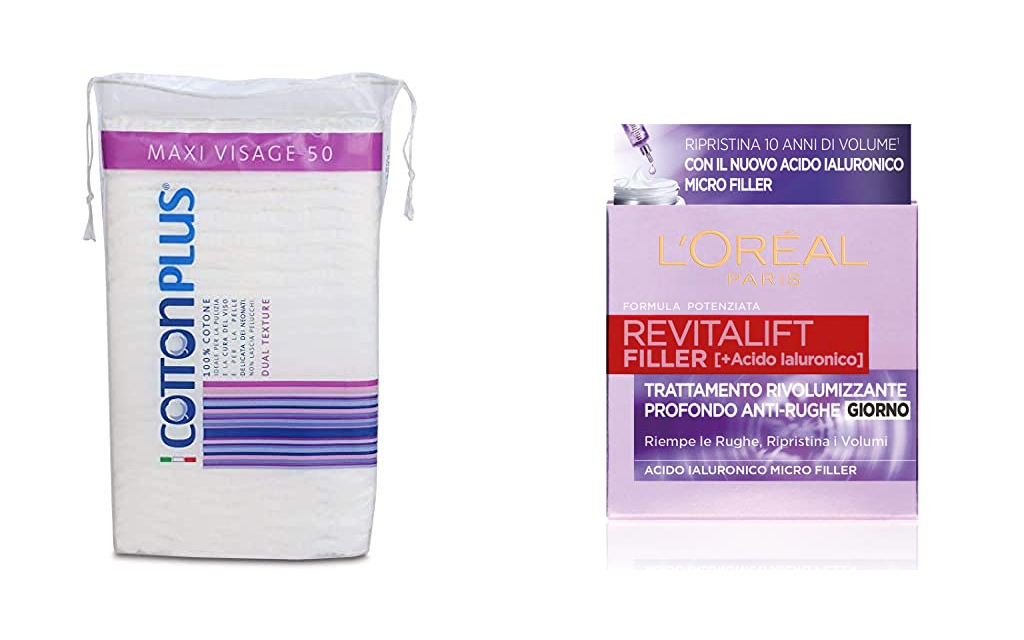 MAXI VISAGE 50
COTTONPLUS®
100% COTONE
IDEALE PER LA PULIZIA
E LA CURA DEL VISO
E PER LA PELLE
DELICATA DEI NEONATI.
NON LASCIA PELUCCHI.
DUAL TEXTURE
RIPRISTINA 10 ANNI DI VOLUME¹
CON IL NUOVO ACIDO IALURONICO
MICRO FILLER
L'ORÉAL
PARIS
FORMULA POTENZIATA
REVITALIFT
FILLER [+Acido Ialuronico]
TRATTAMENTO RIVOLUMIZZANTE
PROFONDO ANTI-RUGHE GIORNO
Riempe le Rughe, Ripristina i Volumi
ACIDO IALURONICO MICRO FILLER